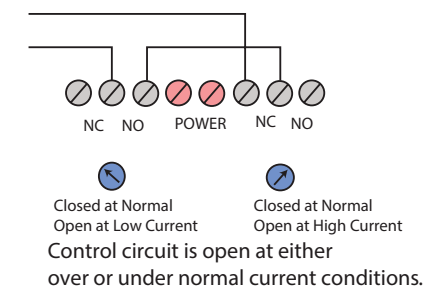 NC NO POWER NC NO
Closed at Normal
Open at Low Current
Closed at Normal
Open at High Current
Control circuit is open at either
over or under normal current conditions.